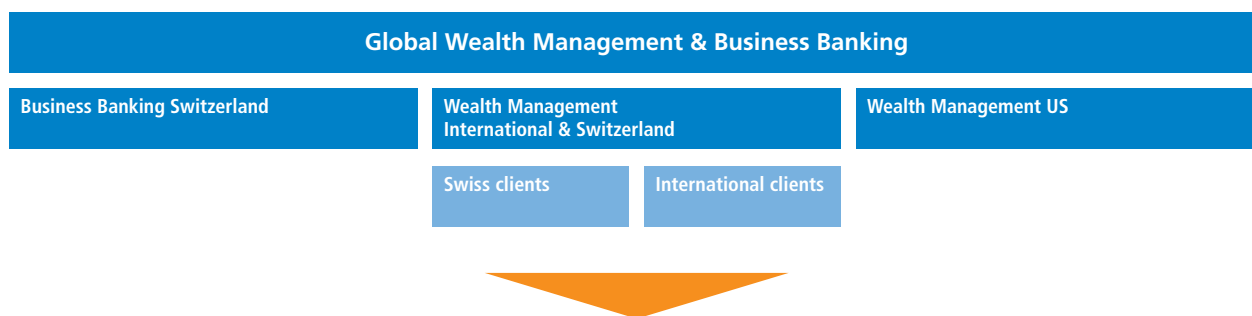 Global Wealth Management & Business Banking
Business Banking Switzerland
Wealth Management
International & Switzerland
Wealth Management US
Swiss clients
International clients